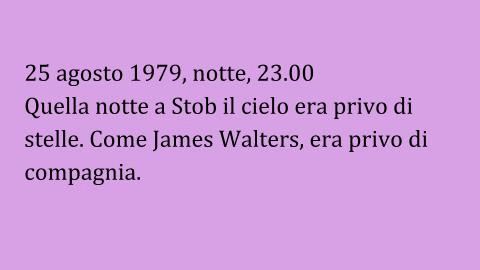 25 agosto 1979, notte, 23.00
Quella notte a Stob il cielo era privo di
stelle. Come James Walters, era privo di
compagnia.